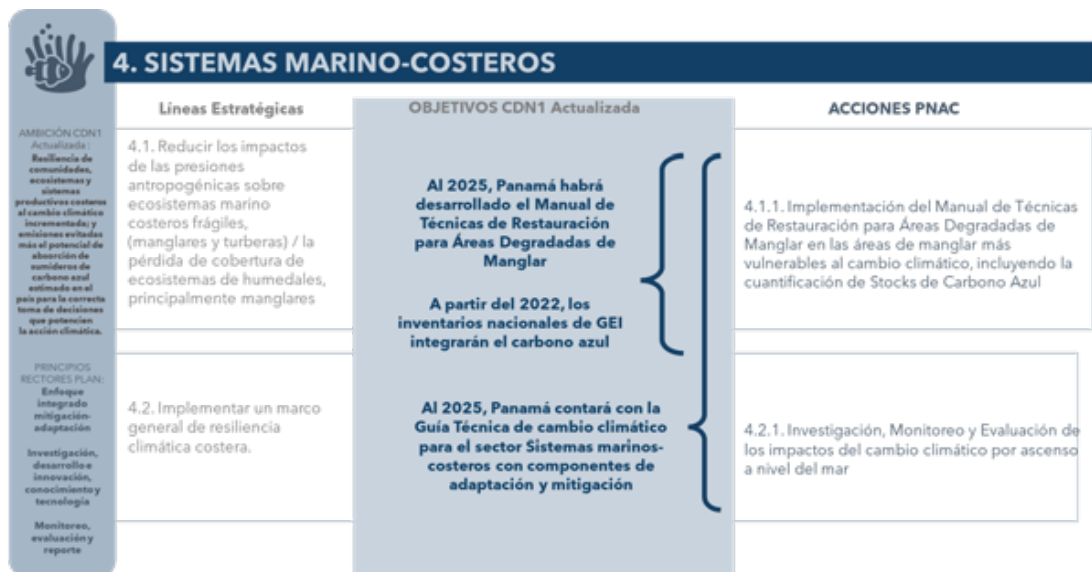 4. SISTEMAS MARINO-COSTEROS
Líneas Estratégicas
OBJETIVOS CDN1 Actualizada
ACCIONES PNAC
AMBICIÓN CDN1
Actualizada :
Resiliencia de
comunidades,
ecosistemas y
sistemas
productivos costeros
al cambio climático
incrementada; y
emisiones evitadas
más el potencial de
absorción de
sumideros de
carbono azul
estimado en el
país para la correcta
toma de decisiones
que potencien
la acción climática.
PRINCIPIOS
RECTORES PLAN:
Enfoque
integrado
mitigación-
adaptación
Investigación,
desarrollo e
innovación,
conocimiento y
tecnología
Monitoreo,
evaluación y
reporte
4.1. Reducir los impactos
de las presiones
antropogénicas sobre
ecosistemas marino
costeros frágiles,
(manglares y turberas) / la
pérdida de cobertura de
ecosistemas de humedales,
principalmente manglares
Al 2025, Panamá habrá
desarrollado el Manual de
Técnicas de Restauración
para Áreas Degradadas de
Manglar
A partir del 2022, los
inventarios nacionales de GEI
integrarán el carbono azul
4.1.1. Implementación del Manual de Técnicas
de Restauración para Áreas Degradadas de
Manglar en las áreas de manglar más
vulnerables al cambio climático, incluyendo la
cuantificación de Stocks de Carbono Azul
4.2. Implementar un marco
general de resiliencia
climática costera.
Al 2025, Panamá contará con la
Guía Técnica de cambio climático
para el sector Sistemas marinos-
costeros con componentes de
adaptación y mitigación
4.2.1. Investigación, Monitoreo y Evaluación de
los impactos del cambio climático por ascenso
a nivel del mar